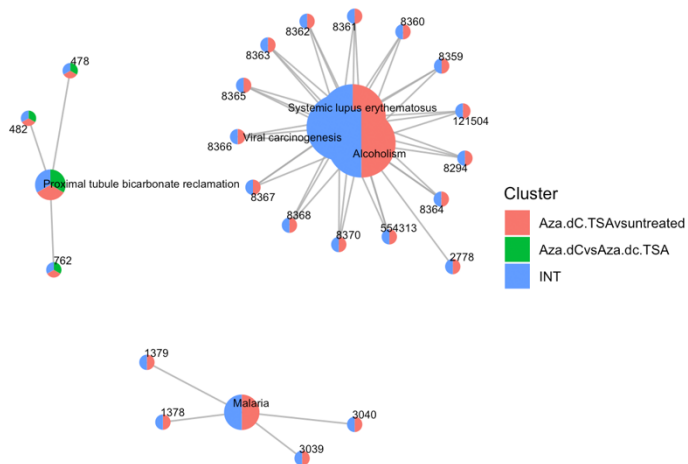 478
482
Proximal tubule bicarbonate reclamation
762
8361
8360
8362
8363
8359
8365
Systemic lupus erythematosus
121504
Viral carcinogenesis
8366
Alcoholism
8294
8367
8364
8368
554313
8370
2778
Cluster
Aza.dC.TSAvsuntreated
Aza.dCvsAza.dc.TSA
INT
1379
Malaria
1378
3040
3039